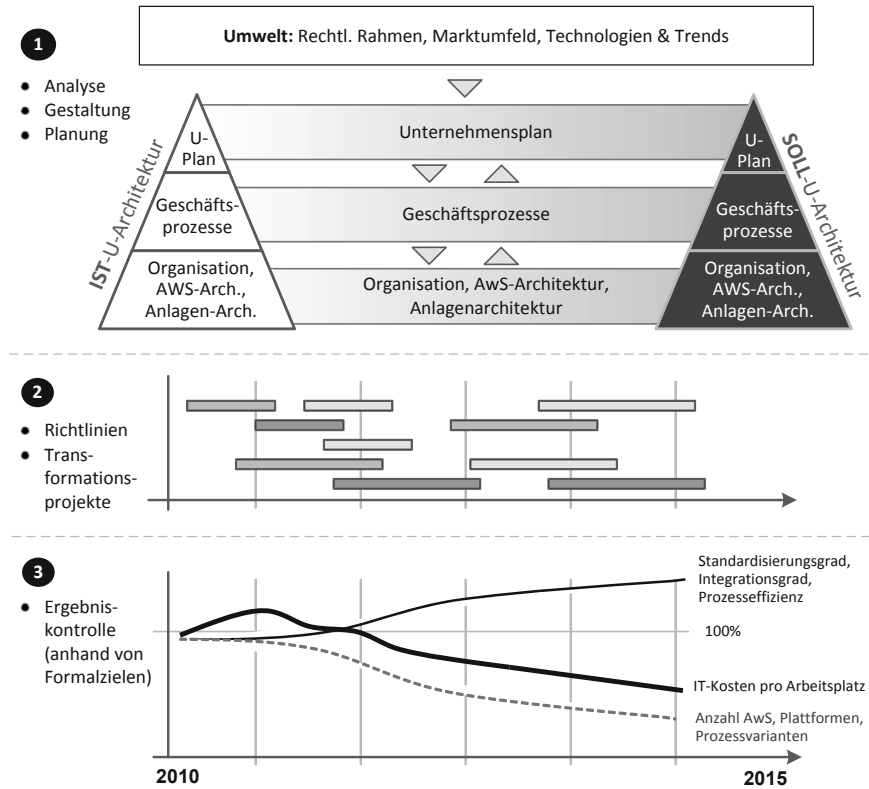 Umwelt: Rechtl. Rahmen, Marktumfeld, Technologien & Trends
1
Analyse
Gestaltung
Planung
IST-U-Architektur
U-
Plan
Geschäfts-
prozesse
Organisation,
AWS-Arch.,
Anlagen-Arch.
Unternehmensplan
Geschäftsprozesse
Organisation, AwS-Architektur,
Anlagenarchitektur
U-
Plan
Geschäfts-
prozesse
Organisation,
AWS-Arch.,
Anlagen-Arch.
SOLL-U-Architektur
2
Richtlinien
Trans-
formations-
projekte
3
Ergebnis-
kontrolle
(anhand von
Formalzielen)
Standardisierungsgrad,
Integrationsgrad,
Prozesseffizienz
100%
IT-Kosten pro Arbeitsplatz
Anzahl AwS, Plattformen,
Prozessvarianten
2010
2015